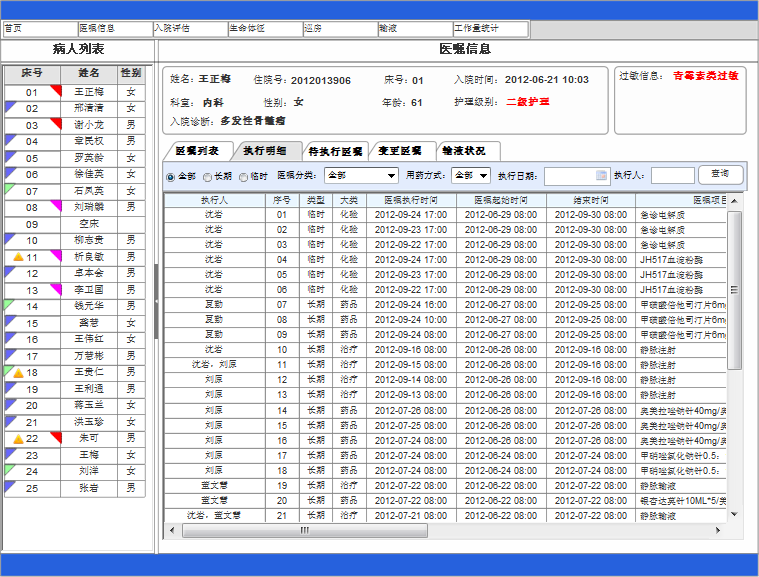 首页 医嘱信息 入院评估 生命体征 巡房 输液 工作量统计
病人列表
床号 姓名 性别
01 王正梅 女
02 邢清清 女
03 谢小龙 男
04 章民权 男
05 罗英龄 女
06 徐佳英 女
07 石凤英 女
08 刘瑞麟 男
09 空床
10 柳志贵 男
11 析良敏 男
12 卓本会 男
13 李卫国 男
14 钱元华 男
15 龚慧 女
16 王伟红 女
17 万慧彬 男
18 王贵仁 男
19 王利通 男
20 蒋玉兰 女
21 洪玉珍 女
22 朱可 男
23 王梅 女
24 刘洋 女
25 张岩 男
医嘱信息
姓名：王正梅 住院号：2012013906 床号：01 入院时间：2012-06-21 10:03
科室：内科 性别：女 年龄：61 护理级别：二级护理
入院诊断：多发性骨髓瘤
过敏信息：青霉素类过敏
医嘱列表 执行明细 待执行医嘱 变更医嘱 输液状况
全部 长期 临时 医嘱分类：全部 用药方式：全部 执行日期： 执行人： 查询
执行人 序号 类型 大类 医嘱执行时间 医嘱起始时间 结束时间 医嘱项目
沈岩 01 临时 化验 2012-09-24 17:00 2012-06-29 08:00 2012-09-30 08:00 急诊电解质
沈岩 02 临时 化验 2012-09-23 17:00 2012-06-29 08:00 2012-09-30 08:00 急诊电解质
沈岩 03 临时 化验 2012-09-22 17:00 2012-06-29 08:00 2012-09-30 08:00 急诊电解质
沈岩 04 临时 化验 2012-09-24 17:00 2012-06-29 08:00 2012-09-30 08:00 JH517血淀粉酶
沈岩 05 临时 化验 2012-09-23 17:00 2012-06-29 08:00 2012-09-30 08:00 JH517血淀粉酶
沈岩 06 临时 化验 2012-09-22 17:00 2012-06-29 08:00 2012-09-30 08:00 JH517血淀粉酶
夏勤 07 长期 药品 2012-09-24 16:00 2012-06-27 08:00 2012-09-25 08:00 甲磺酸倍他司汀片6mg
夏勤 08 长期 药品 2012-09-24 10:00 2012-06-27 08:00 2012-09-25 08:00 甲磺酸倍他司汀片6mg
夏勤 09 长期 药品 2012-09-24 08:00 2012-06-27 08:00 2012-09-25 08:00 甲磺酸倍他司汀片6mg
沈岩 10 长期 治疗 2012-09-16 08:00 2012-06-26 08:00 2012-09-16 08:00 静脉注射
沈岩，刘原 11 长期 治疗 2012-09-15 08:00 2012-06-26 08:00 2012-09-16 08:00 静脉注射
刘原 12 长期 治疗 2012-09-14 08:00 2012-06-26 08:00 2012-09-16 08:00 静脉注射
刘原 13 长期 治疗 2012-09-13 08:00 2012-06-26 08:00 2012-09-16 08:00 静脉注射
刘原 14 长期 药品 2012-07-26 08:00 2012-06-26 08:00 2012-07-26 08:00 奥美拉唑钠针40mg/
刘原 15 长期 药品 2012-07-25 08:00 2012-06-26 08:00 2012-07-26 08:00 奥美拉唑钠针40mg/
刘原 16 长期 药品 2012-07-24 08:00 2012-06-26 08:00 2012-07-26 08:00 奥美拉唑钠针40mg/
刘原 17 长期 药品 2012-07-25 08:00 2012-06-24 08:00 2012-07-26 08:00 甲硝唑氯化钠针0.5：
刘原 18 长期 药品 2012-07-24 08:00 2012-06-24 08:00 2012-07-26 08:00 甲硝唑氯化钠针0.5：
童文慧 19 长期 治疗 2012-07-22 08:00 2012-06-22 08:00 2012-07-22 08:00 静脉输液
童文慧 20 长期 药品 2012-07-22 08:00 2012-06-22 08:00 2012-07-22 08:00 银杏达莫针10ML*5/
沈岩，童文慧 21 长期 治疗 2012-07-21 08:00 2012-06-22 08:00 2012-07-22 08:00 静脉输液